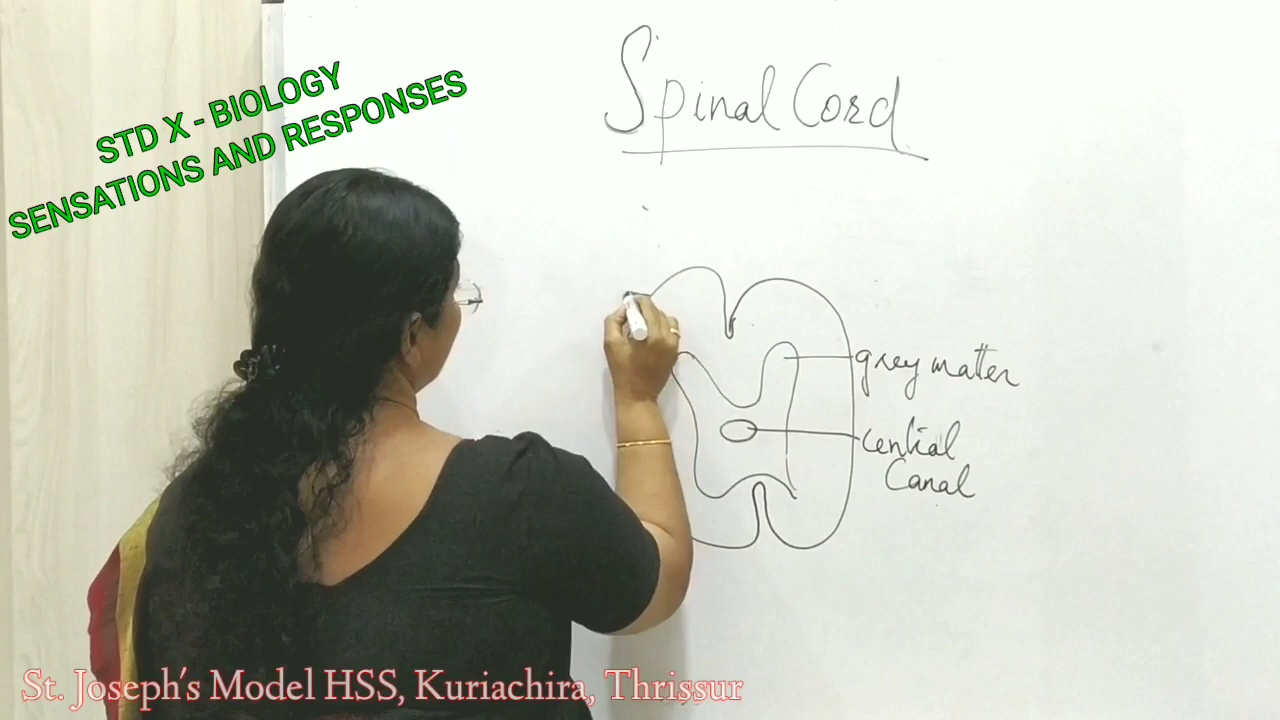 STD X - BIOLOGY
SENSATIONS AND RESPONSES
Spinal Cord
grey matter
central
Canal
St. Joseph's Model HSS, Kuriachira, Thrissur